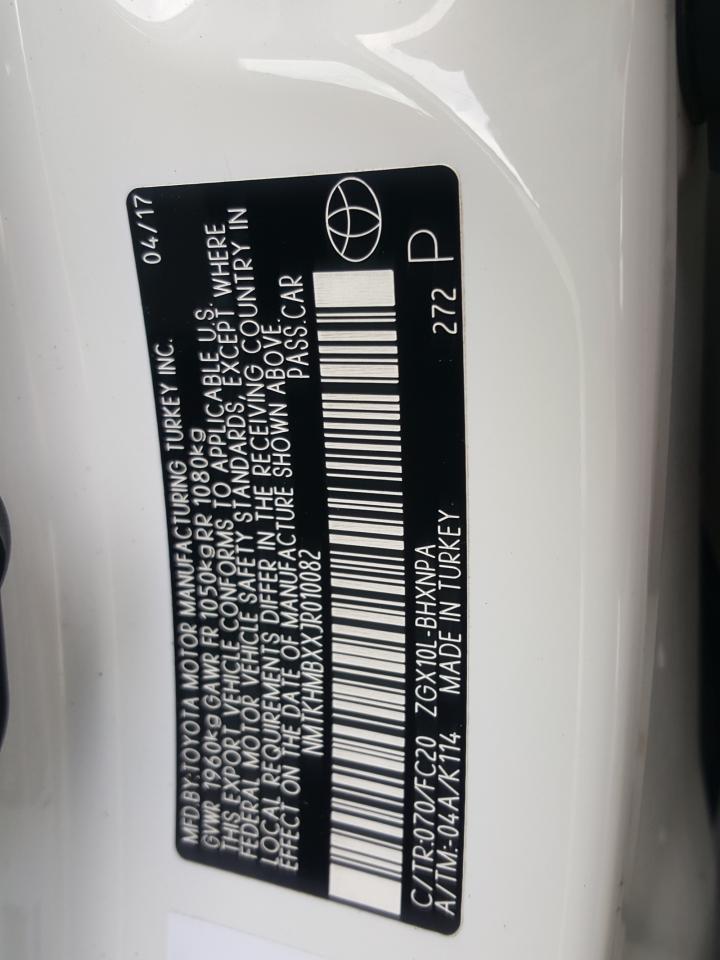 MFD.BY:TOYOTA MOTOR MANUFACTURING TURKEY INC. 04/17
GVWR 1960kg GAWR FR 1050kg RR 1080kg
THIS EXPORT VEHICLE CONFORMS TO APPLICABLE U.S.
FEDERAL MOTOR VEHICLE SAFETY STANDARDS, EXCEPT WHERE
LOCAL REQUIREMENTS DIFFER IN THE RECEIVING COUNTRY IN
EFFECT ON THE DATE OF MANUFACTURE SHOWN ABOVE.
NMTKHMBXXJR010082 PASS.CAR
C/TR:070/FC20 ZGX10L-BHXNPA P
A/TM:-04A/K114 MADE IN TURKEY 272